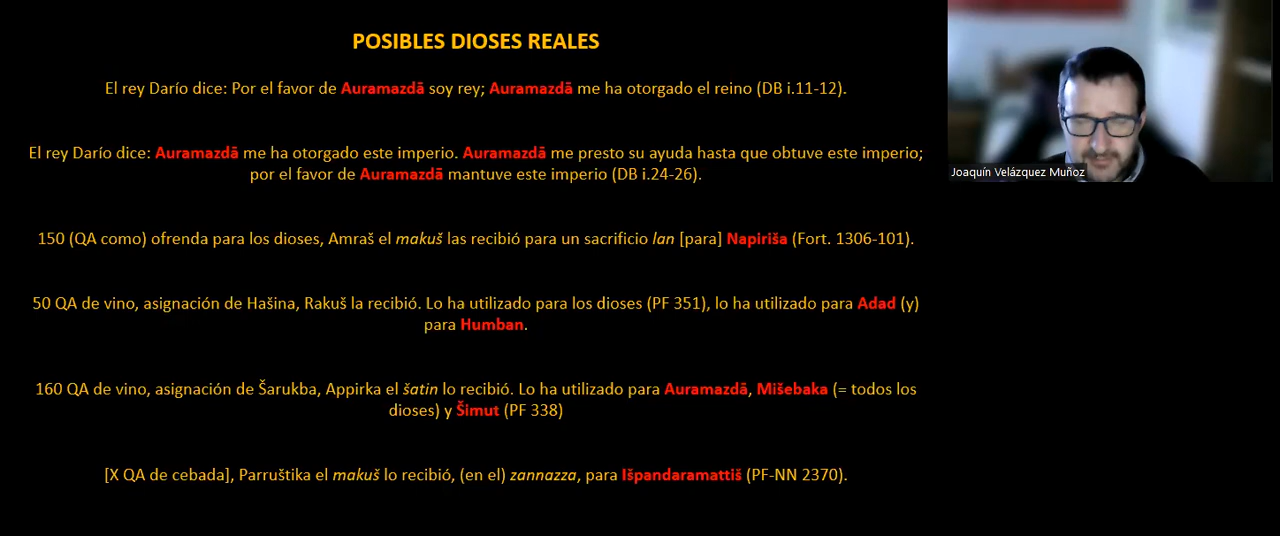 POSIBLES DIOSES REALES
El rey Darío dice: Por el favor de Auramazdā soy rey; Auramazdā me ha otorgado el reino (DB i.11-12).
El rey Darío dice: Auramazdā me ha otorgado este imperio. Auramazdā me presto su ayuda hasta que obtuve este imperio;
por el favor de Auramazdā mantuve este imperio (DB i.24-26).
150 (QA como) ofrenda para los dioses, Amraš el makuš las recibió para un sacrificio lan [para] Napiriša (Fort. 1306-101).
50 QA de vino, asignación de Hašina, Rakuš la recibió. Lo ha utilizado para los dioses (PF 351), lo ha utilizado para Adad (y)
para Humban.
160 QA de vino, asignación de Šarukba, Appirka el šatin lo recibió. Lo ha utilizado para Auramazdā, Mišebaka (= todos los
dioses) y Šimut (PF 338)
[X QA de cebada], Parruštika el makuš lo recibió, (en el) zannazza, para Išpandaramattiš (PF-NN 2370).
Joaquín Velázquez Muñoz